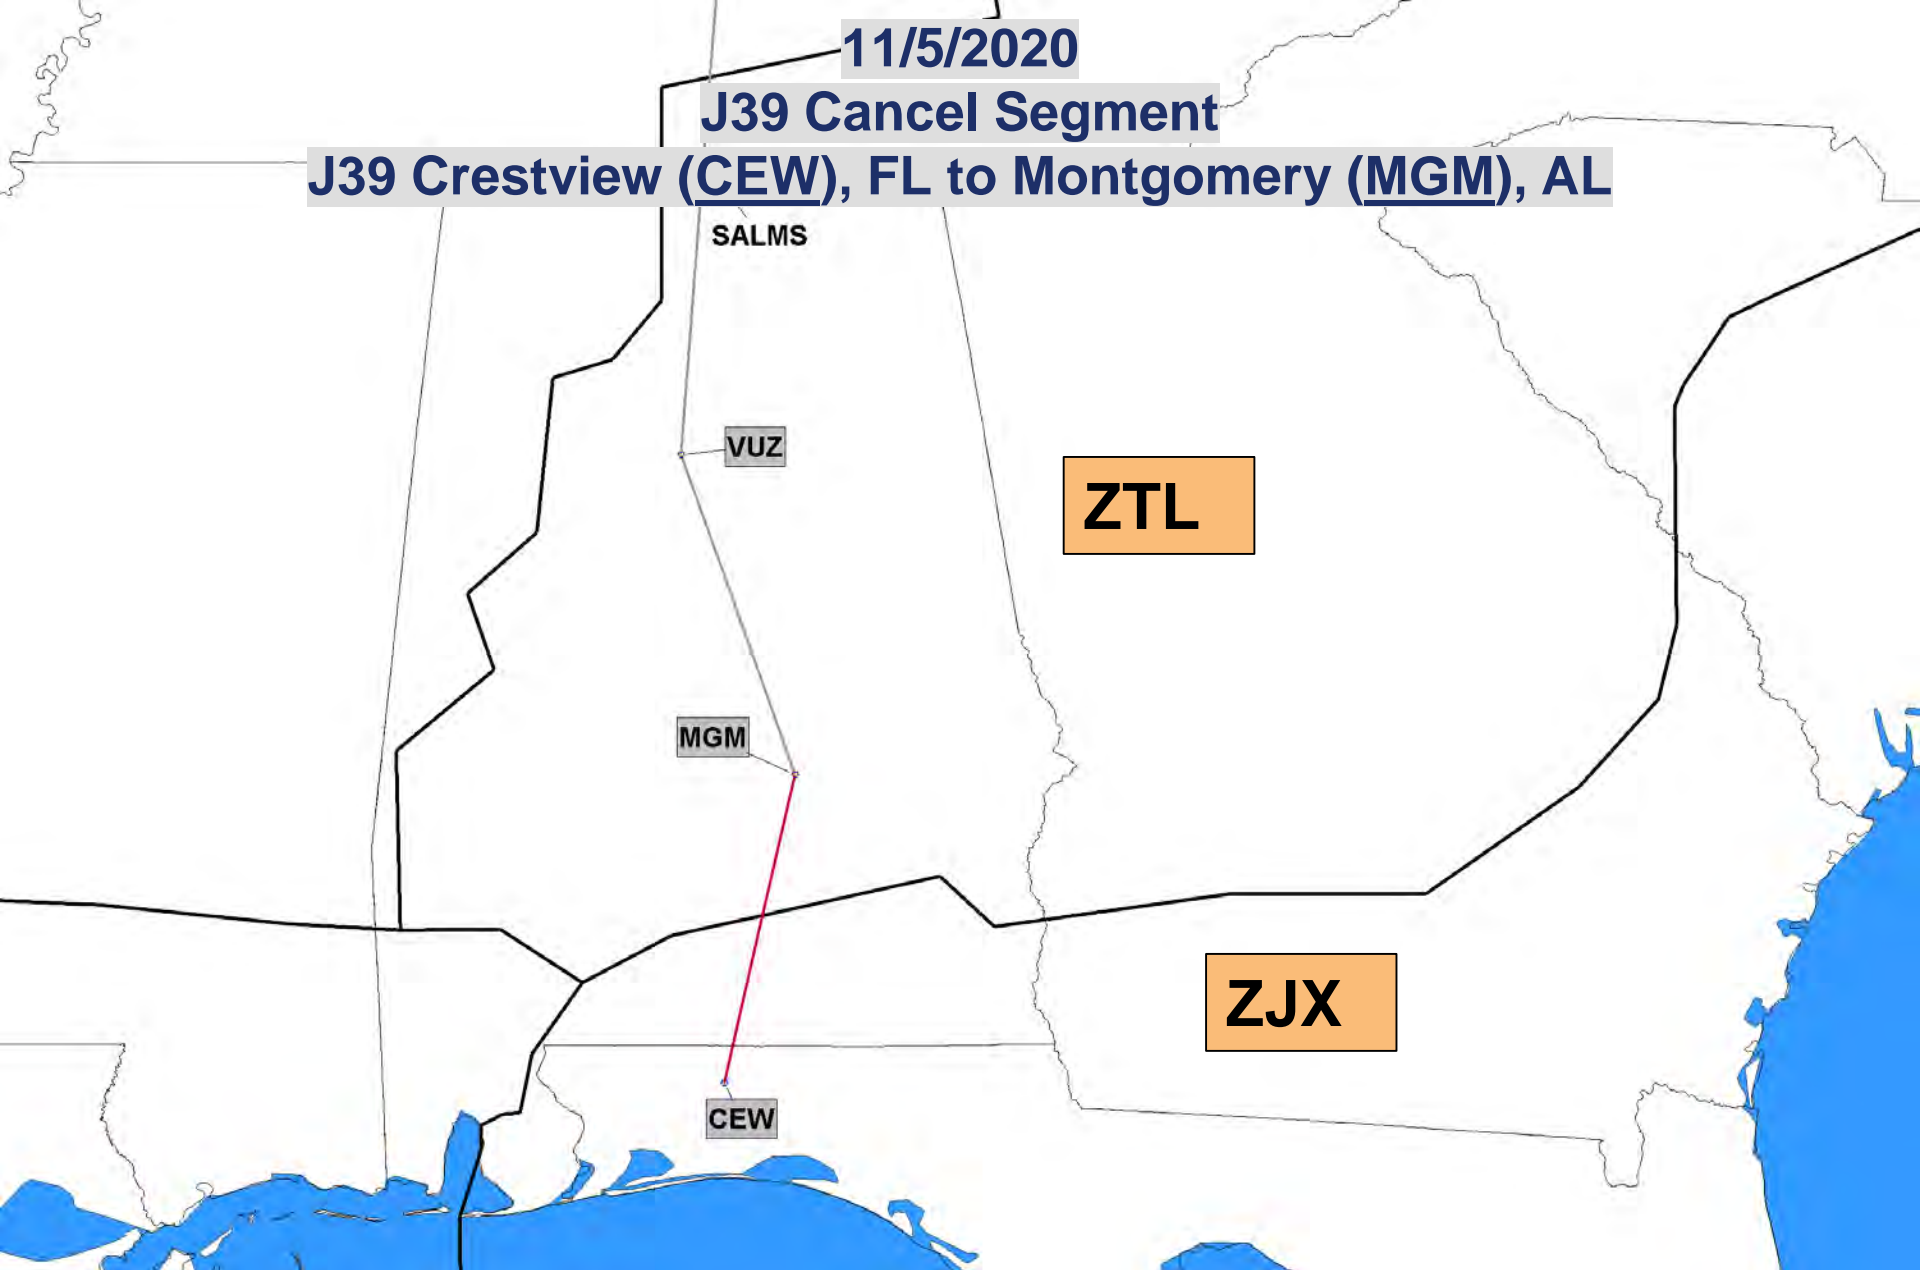 11/5/2020
J39 Cancel Segment
J39 Crestview (CEW), FL to Montgomery (MGM), AL
SALMS
VUZ
ZTL
MGM
ZJX
CEW